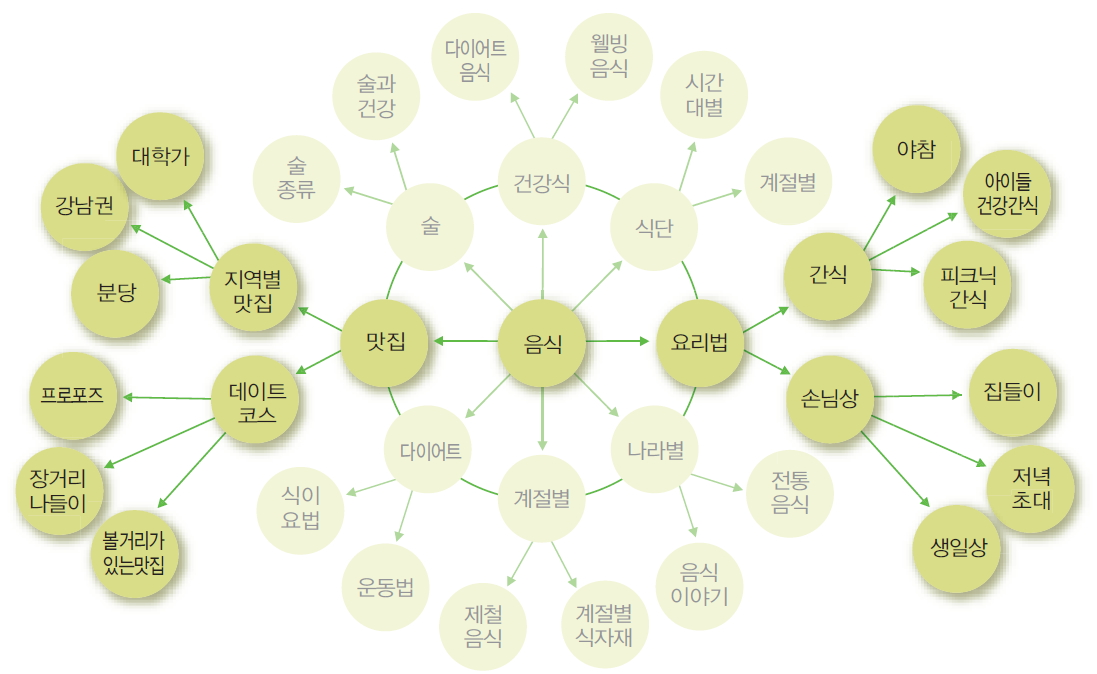 다이어트
음식
웰빙
음식
술과
건강
시간
대별
술
종류
계절별
건강식
술
식단
대학가
강남권
분당
지역별
맛집
야참
아이들
건강간식
피크닉
간식
간식
맛집
음식
요리법
프로포즈
데이트
코스
장거리
나들이
볼거리가
있는맛집
손님상
집들이
저녁
초대
생일상
다이어트
계절별
나라별
식이
요법
운동법
제철
음식
계절별
식자재
음식
이야기
전통
음식